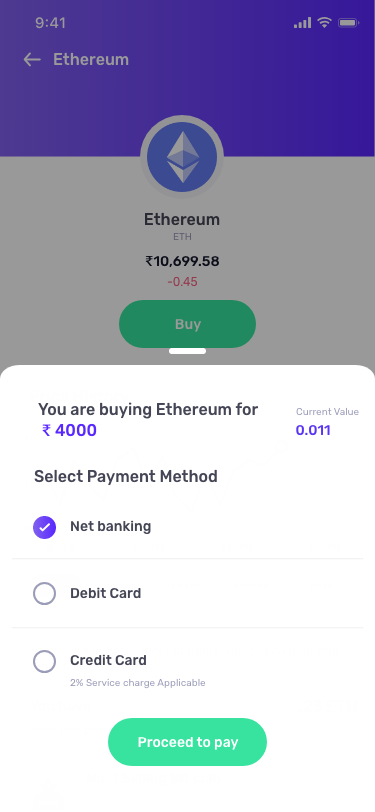 9:41
Ethereum
Ethereum
ETH
₹10,699.58
-0.45
Buy
You are buying Ethereum for
₹ 4000
Current Value
0.011
Select Payment Method
Net banking
Debit Card
Credit Card
2% Service charge Applicable
Proceed to pay